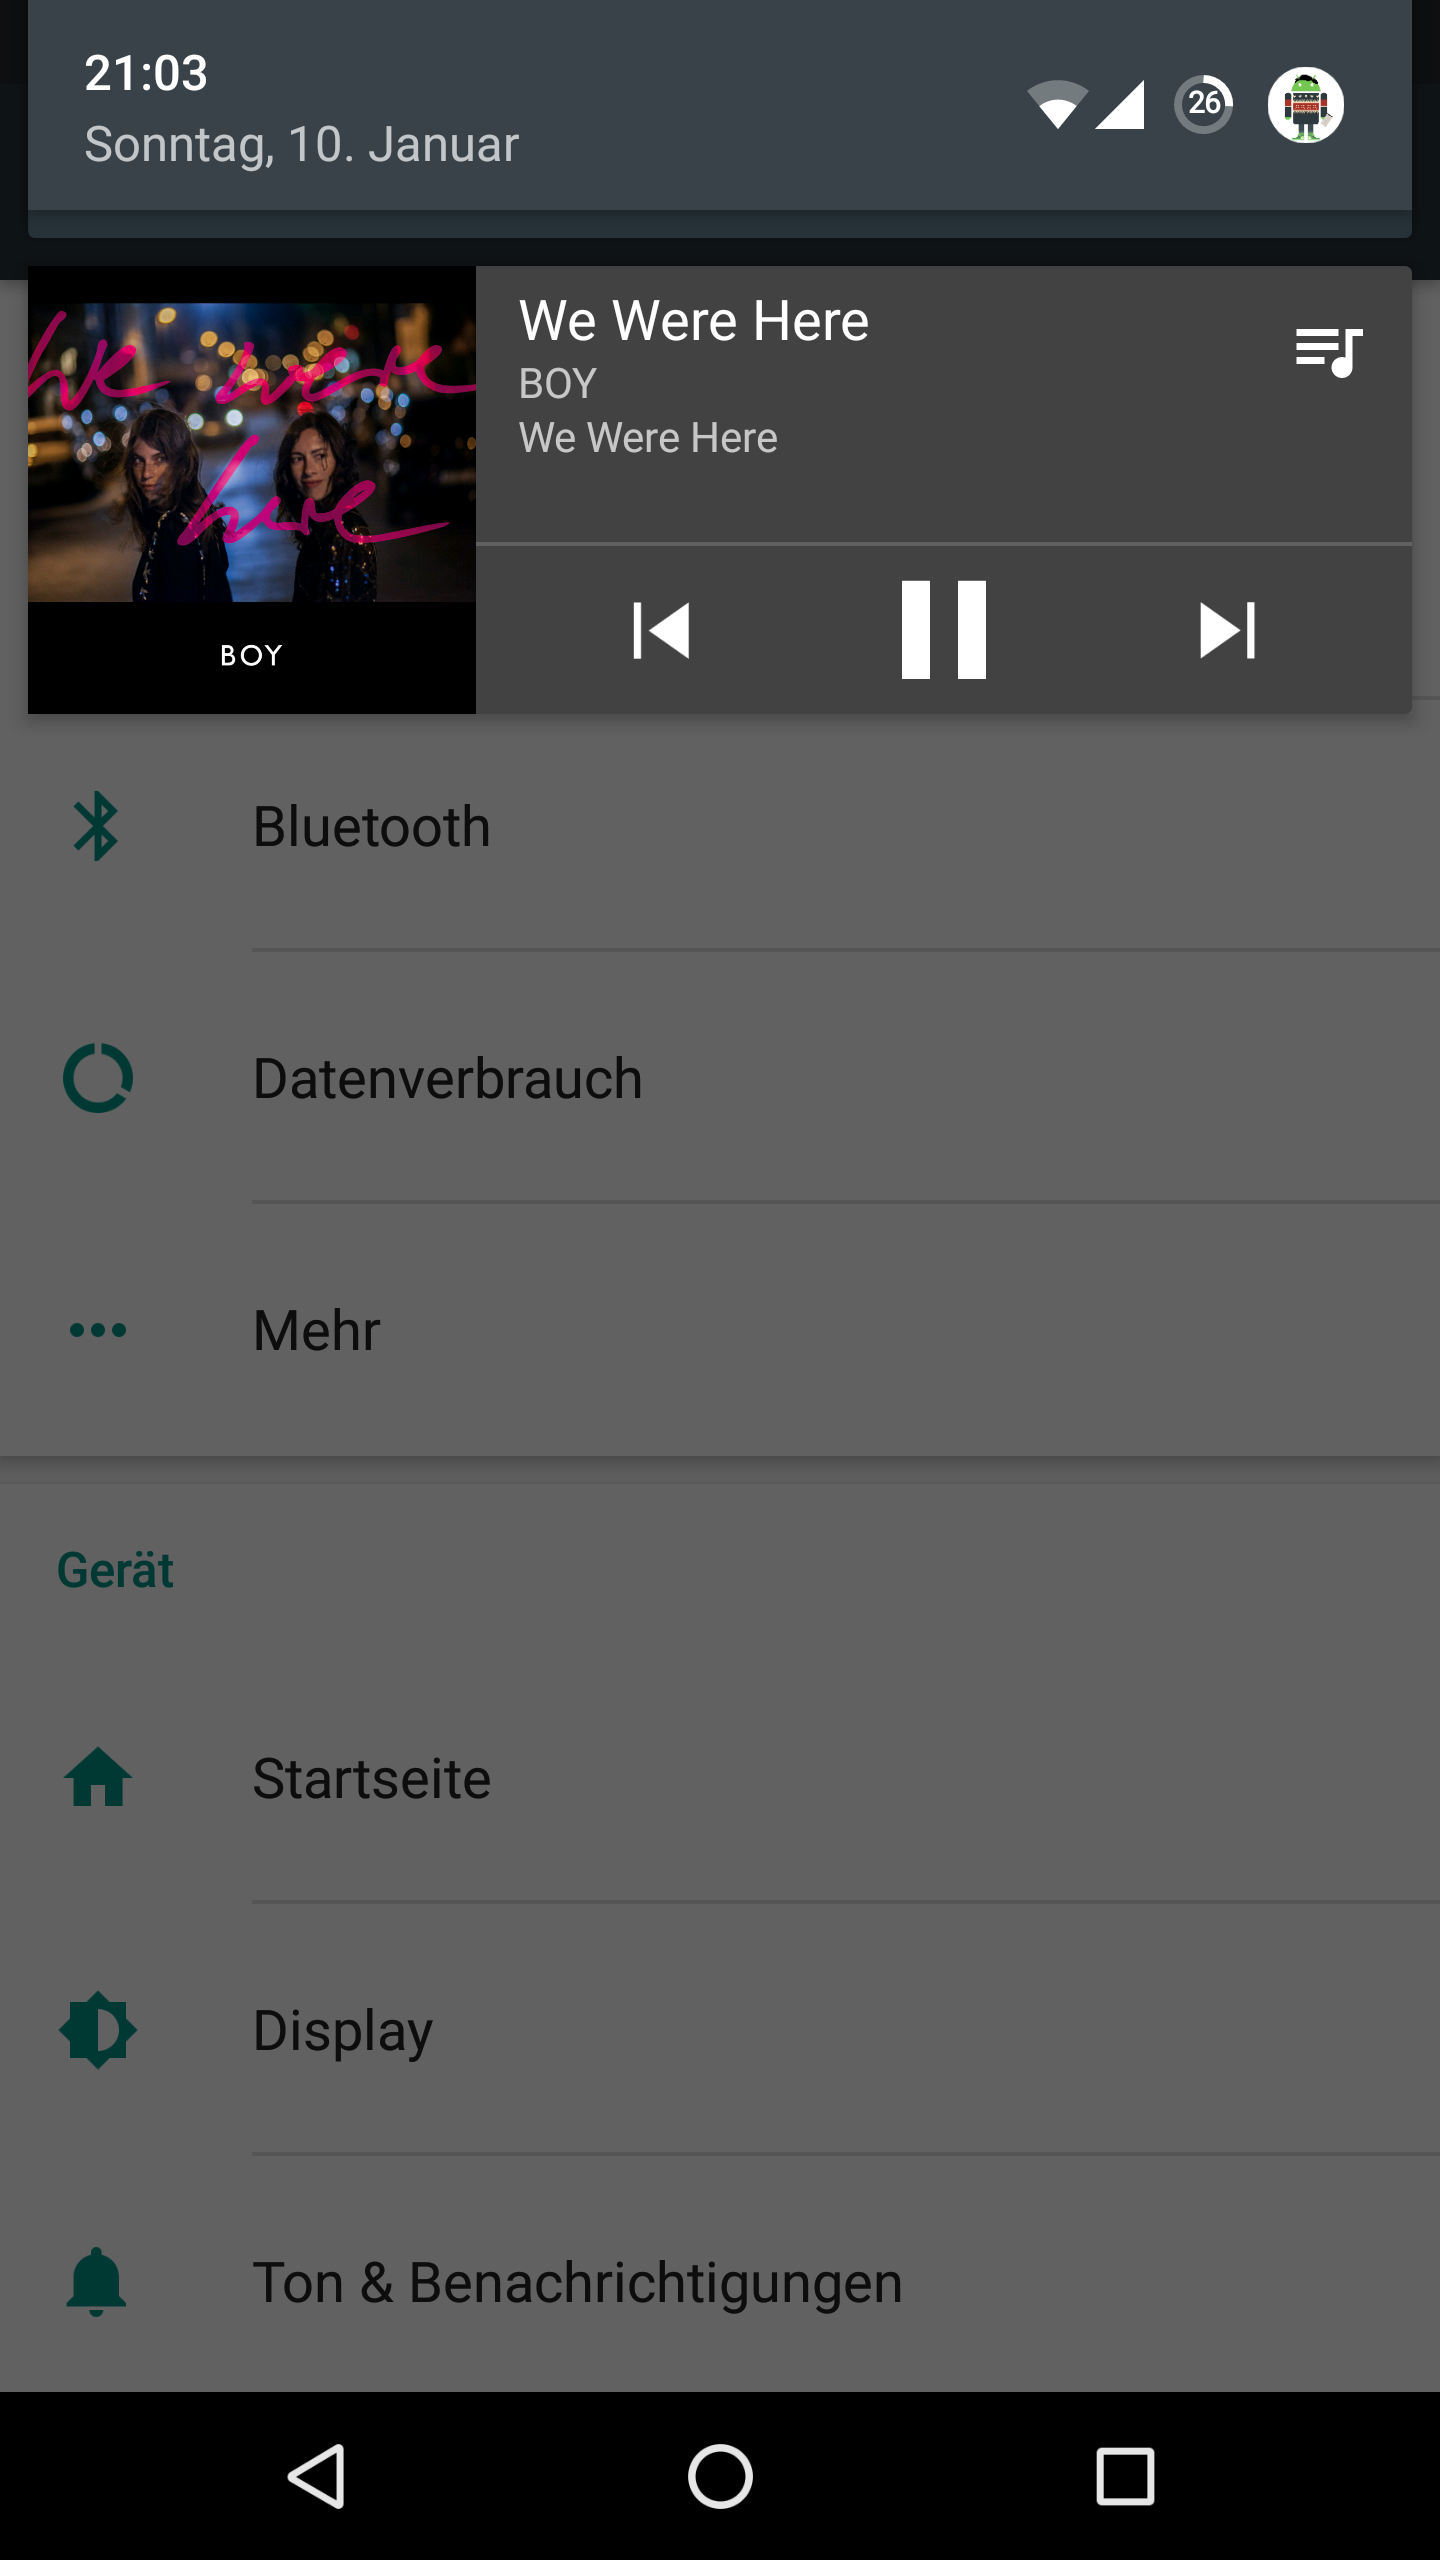 21:03
Sonntag, 10. Januar
26
We were
here
BOY
We Were Here
BOY
We Were Here
Bluetooth
Datenverbrauch
Mehr
Gerät
Startseite
Display
Ton & Benachrichtigungen